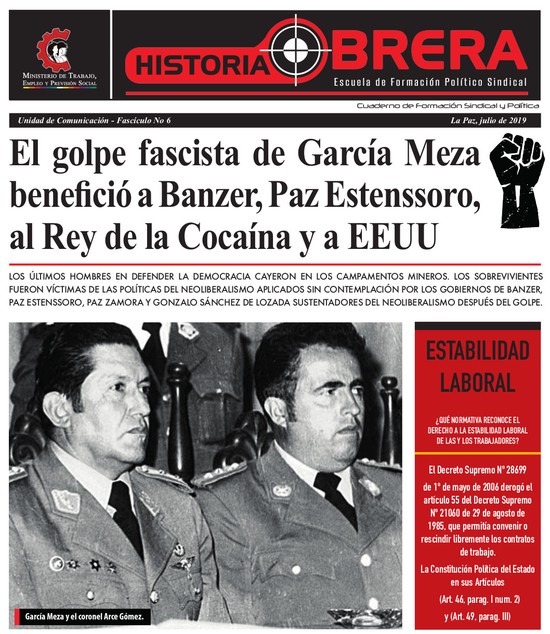 MINISTERIO DE TRABAJO,
EMPLEO Y PREVISIÓN SOCIAL
HISTORIA OBRERA
Escuela de Formación Político Sindical
Cuaderno de Formación Sindical y Política
Unidad de Comunicación - Fascículo No 6
La Paz, julio de 2019
El golpe fascista de García Meza
benefició a Banzer, Paz Estenssoro,
al Rey de la Cocaína y a EEUU
LOS ÚLTIMOS HOMBRES EN DEFENDER LA DEMOCRACIA CAYERON EN LOS CAMPAMENTOS MINEROS. LOS SOBREVIVIENTES
FUERON VÍCTIMAS DE LAS POLÍTICAS DEL NEOLIBERALISMO APLICADOS SIN CONTEMPLACIÓN POR LOS GOBIERNOS DE BANZER,
PAZ ESTENSSORO, PAZ ZAMORA Y GONZALO SÁNCHEZ DE LOZADA SUSTENTADORES DEL NEOLIBERALISMO DESPUÉS DEL GOLPE.
García Meza y el coronel Arce Gómez.
ESTABILIDAD
LABORAL
¿QUÉ NORMATIVA RECONOCE EL
DERECHO A LA ESTABILIDAD LABORAL
DE LAS Y LOS TRABAJADORES?
El Decreto Supremo N° 28699
de 1° de mayo de 2006 derogó el
artículo 55 del Decreto Supremo
N° 21060 de 29 de agosto de
1985, que permitía convenir o
rescindir libremente los contratos
de trabajo.
La Constitución Política del Estado
en sus Artículos
(Art. 46, parag. I num. 2)
y (Art. 49, parag. III)